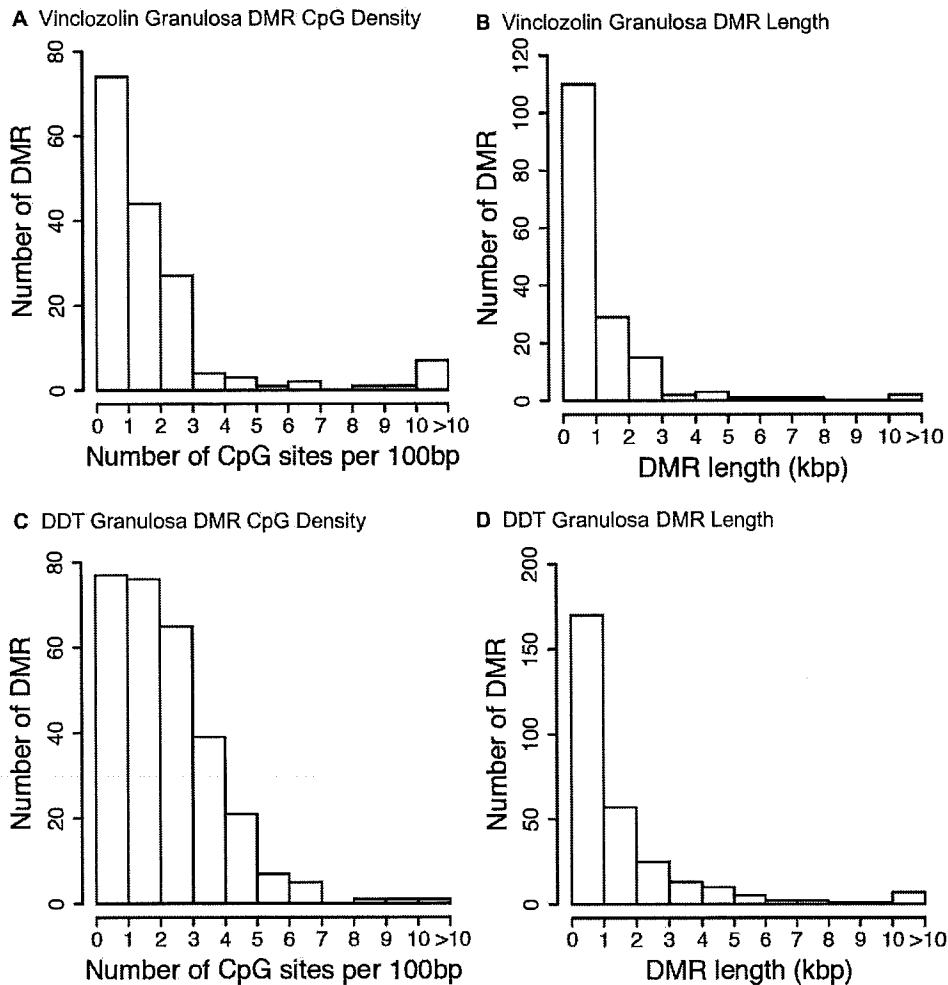 A Vinclozolin Granulosa DMR CpG Density
80
60
40
20
0
Number of DMR
0 1 2 3 4 5 6 7 8 9 10 >10
Number of CpG sites per 100bp
B Vinclozolin Granulosa DMR Length
120
100
80
60
40
20
0
Number of DMR
0 1 2 3 4 5 6 7 8 9 10 >10
DMR length (kbp)
C DDT Granulosa DMR CpG Density
80
60
40
20
0
Number of DMR
0 1 2 3 4 5 6 7 8 9 10 >10
Number of CpG sites per 100bp
D DDT Granulosa DMR Length
200
150
100
50
0
Number of DMR
0 1 2 3 4 5 6 7 8 9 10 >10
DMR length (kbp)